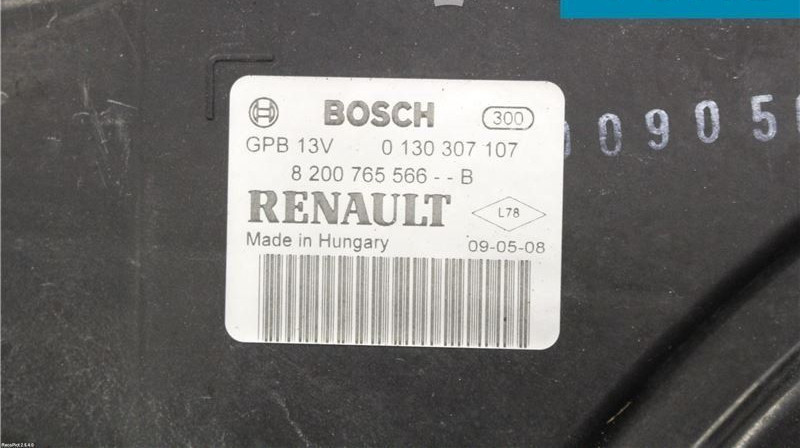 BOSCH 300
GPB 13V 0 130 307 107
8 200 765 566 - - B
RENAULT L78
Made in Hungary 09-05-08
0905